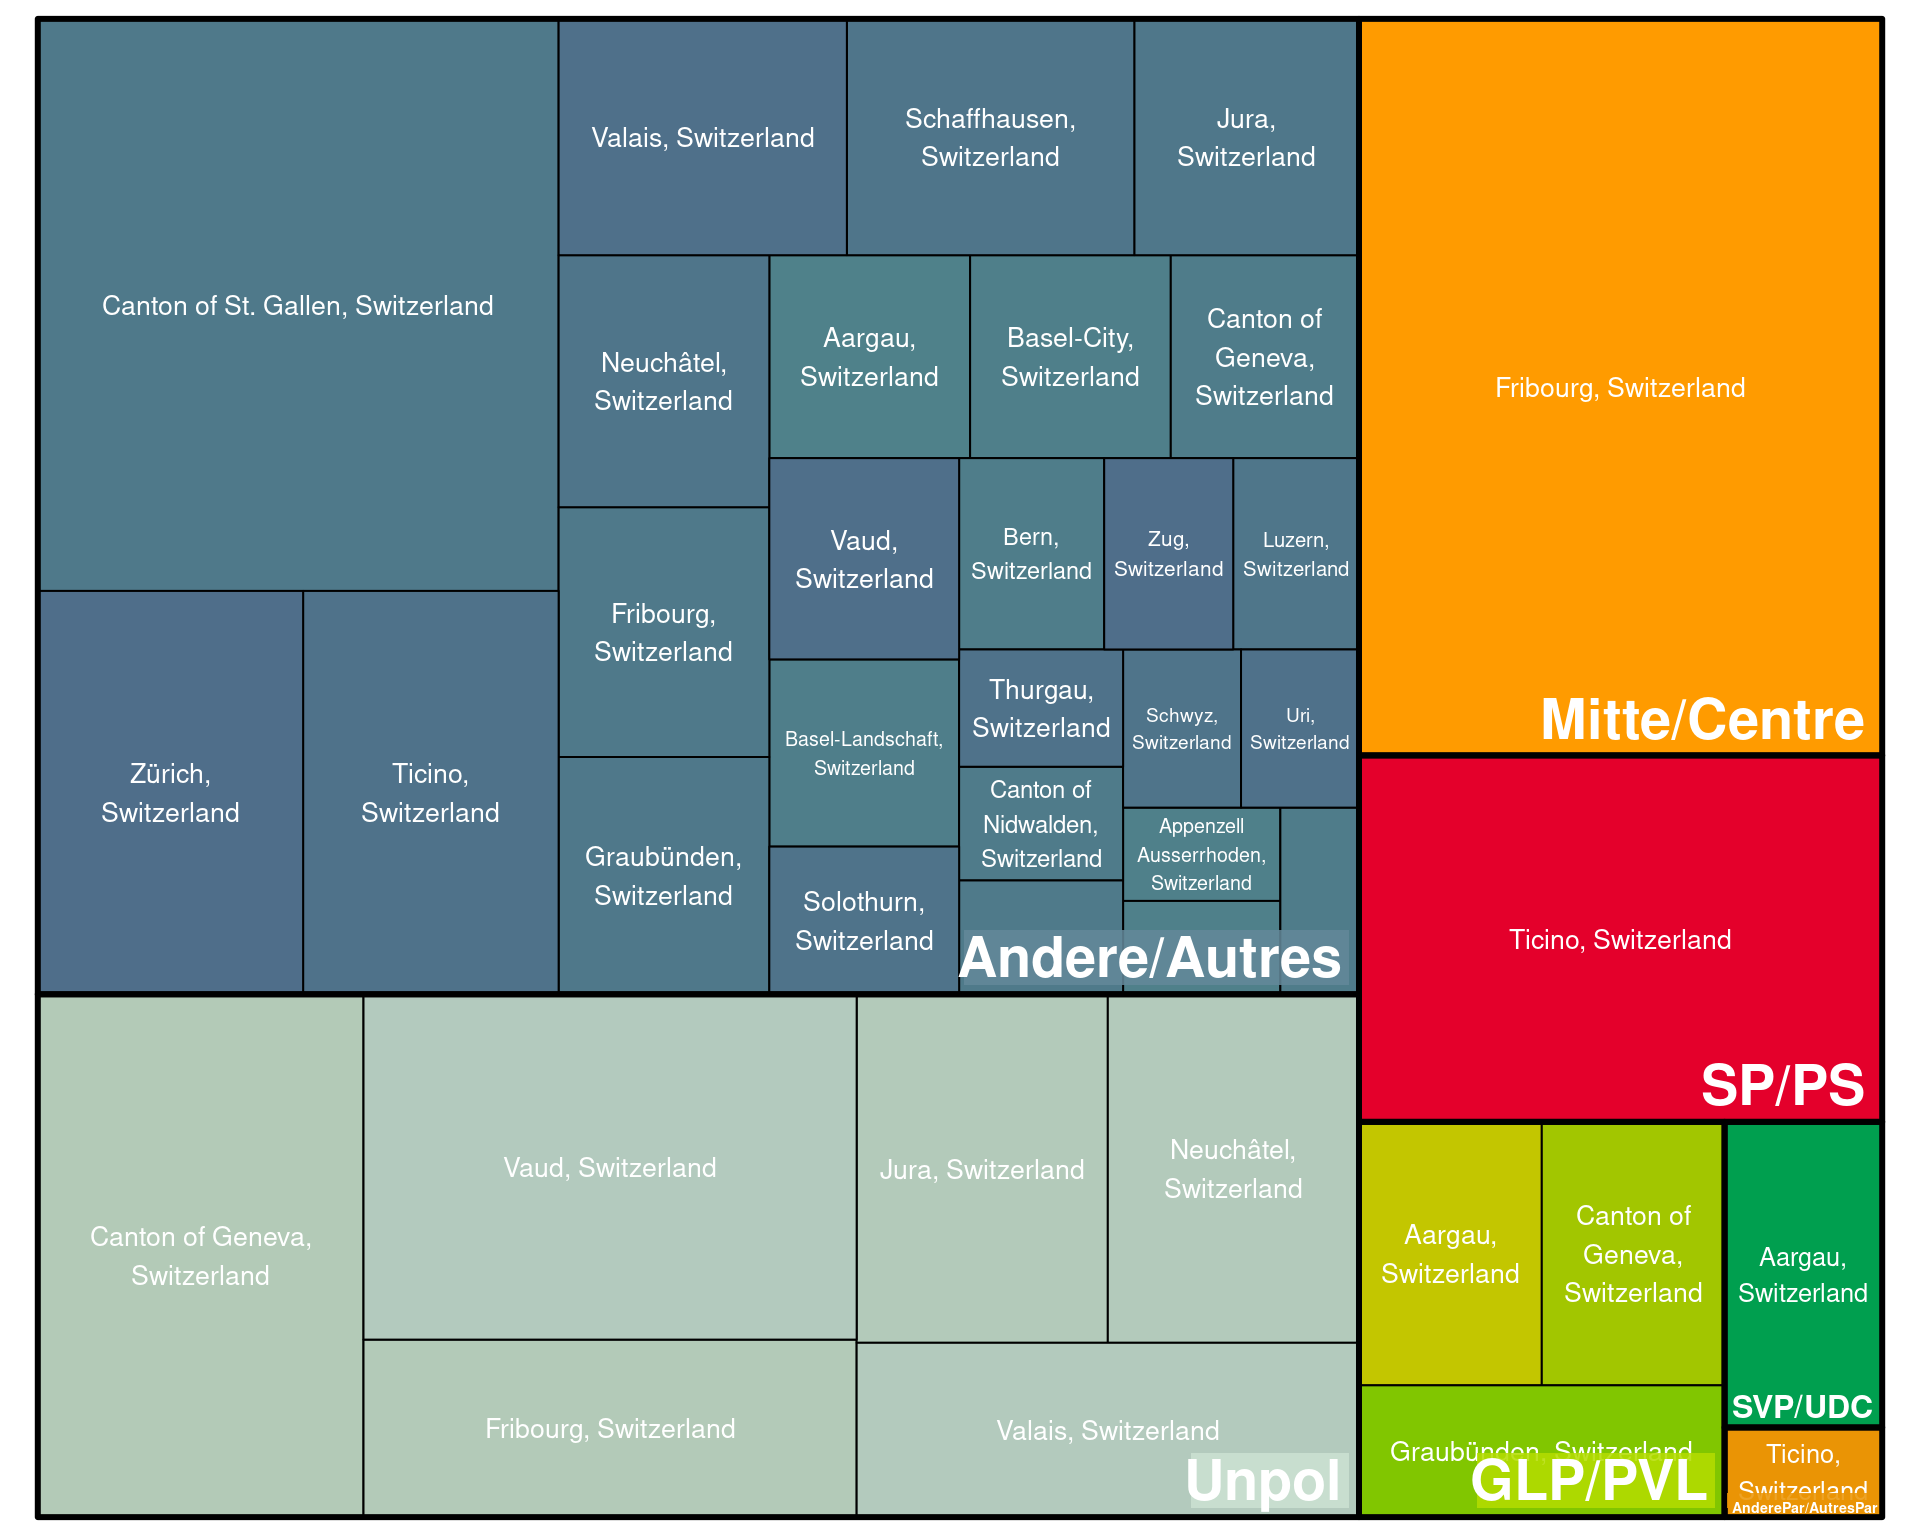 Canton of St. Gallen, Switzerland
Valais, Switzerland
Schaffhausen,
Switzerland
Jura,
Switzerland
Neuchâtel,
Switzerland
Aargau,
Switzerland
Basel-City,
Switzerland
Canton of
Geneva,
Switzerland
Fribourg,
Switzerland
Vaud,
Switzerland
Bern,
Switzerland
Zug,
Switzerland
Luzern,
Switzerland
Zürich,
Switzerland
Ticino,
Switzerland
Graubünden,
Switzerland
Basel-Landschaft,
Switzerland
Solothurn,
Switzerland
Thurgau,
Switzerland
Schwyz,
Switzerland
Uri,
Switzerland
Canton of
Nidwalden,
Switzerland
Appenzell
Ausserrhoden,
Switzerland
Andere/Autres
Fribourg, Switzerland
Mitte/Centre
Ticino, Switzerland
SP/PS
Canton of Geneva,
Switzerland
Vaud, Switzerland
Jura, Switzerland
Neuchâtel,
Switzerland
Fribourg, Switzerland
Valais, Switzerland
Unpol
Aargau,
Switzerland
Canton of
Geneva,
Switzerland
Graubünden, Switzerland
GLP/PVL
Aargau,
Switzerland
SVP/UDC
Ticino,
Switzerland
AnderePar/AutresPar